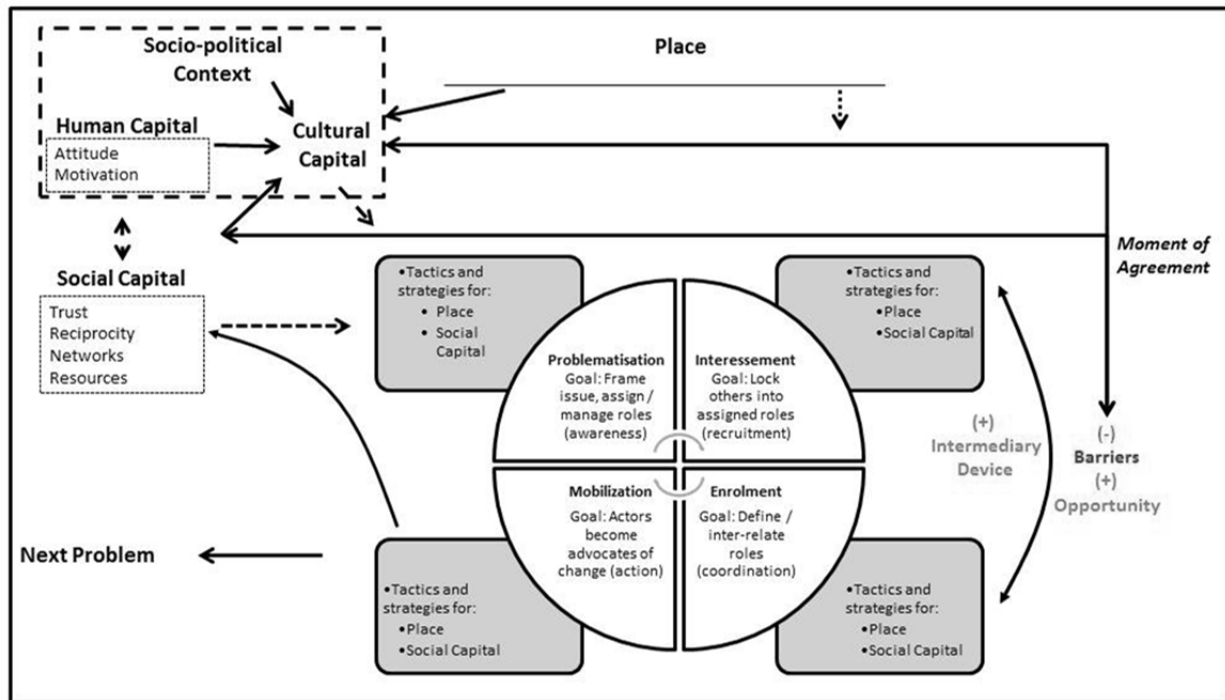 Socio-political
Context
Place
Human Capital
Attitude
Motivation
Cultural
Capital
Moment of
Agreement
Social Capital
Trust
Reciprocity
Networks
Resources
•Tactics and
strategies for:
• Place
• Social
Capital
•Tactics and
strategies for:
•Place
•Social Capital
Problematisation
Goal: Frame
issue, assign /
manage roles
(awareness)
Interessement
Goal: Lock
others into
assigned roles
(recruitment)
(+)
Intermediary
Device
(-)
Barriers
(+)
Opportunity
Mobilization
Goal: Actors
become
advocates of
change (action)
Enrolment
Goal: Define /
inter-relate
roles
(coordination)
Next Problem
•Tactics and
strategies for:
•Place
•Social Capital
•Tactics and
strategies for:
•Place
•Social Capital